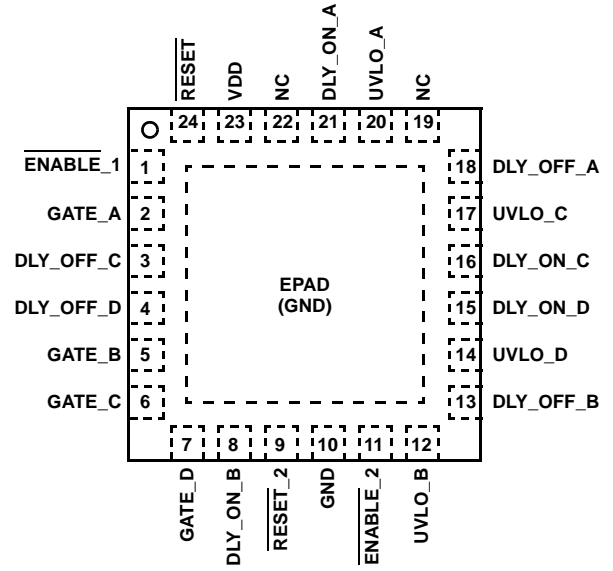 RESET
VDD
NC
DLY_ON_A
UVLO_A
NC
24 23 22 21 20 19
ENABLE_1 1
GATE_A 2
DLY_OFF_C 3
DLY_OFF_D 4
GATE_B 5
GATE_C 6
EPAD
(GND)
18 DLY_OFF_A
17 UVLO_C
16 DLY_ON_C
15 DLY_ON_D
14 UVLO_D
13 DLY_OFF_B
7 8 9 10 11 12
GATE_D
DLY_ON_B
RESET_2
GND
ENABLE_2
UVLO_B